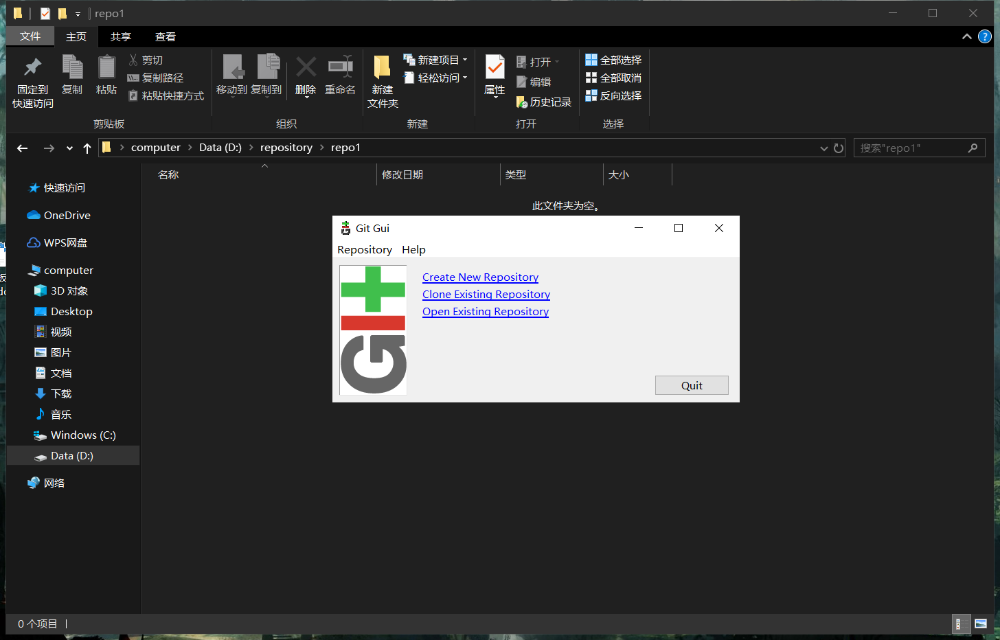 repo1
文件 主页 共享 查看
固定到
快速访问
复制
粘贴
剪切
复制路径
粘贴快捷方式
剪贴板
移动到
复制到
删除
重命名
组织
新建
文件夹
新建项目
轻松访问
新建
属性
打开
编辑
历史记录
打开
全部选择
全部取消
反向选择
选择
computer > Data (D:) > repository > repo1
搜索"repo1"
快速访问
OneDrive
WPS网盘
computer
3D 对象
Desktop
视频
图片
文档
下载
音乐
Windows (C:)
Data (D:)
网络
名称 修改日期 类型 大小
此文件夹为空。
Git Gui
Repository Help
Create New Repository
Clone Existing Repository
Open Existing Repository
GIt
Quit
0 个项目